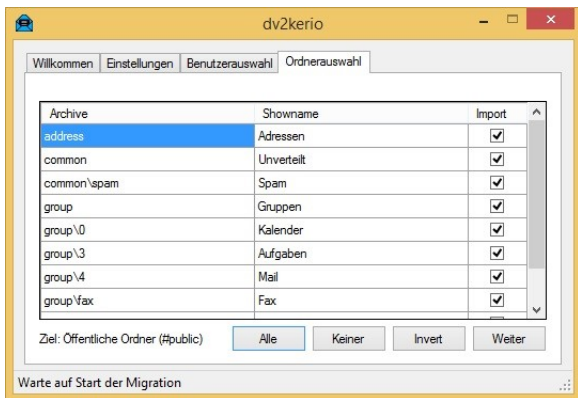 dv2kerio
Willkommen Einstellungen Benutzerauswahl Ordnerauswahl
Archive Showname Import
address Adressen
common Unverteilt
common\spam Spam
group Gruppen
group\0 Kalender
group\3 Aufgaben
group\4 Mail
group\fax Fax
Ziel: Öffentliche Ordner (#public) Alle Keiner Invert Weiter
Warte auf Start der Migration